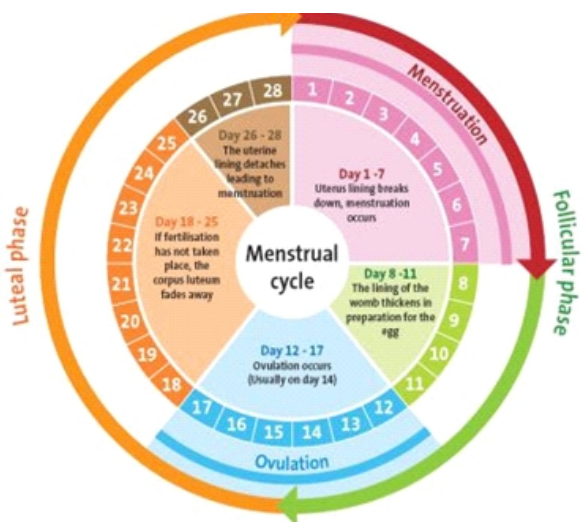 Menstruation
Follicular phase
Luteal phase
Ovulation
Menstrual
cycle
1
2
3
4
5
6
7
8
9
10
11
12
13
14
15
16
17
18
19
20
21
22
23
24
25
26
27
28
Day 1 -7
Uterus lining breaks
down, menstruation
occurs
Day 8 -11
The lining of the
womb thickens in
preparation for the
egg
Day 12 - 17
Ovulation occurs
(Usually on day 14)
Day 18 - 25
If fertilisation
has not taken
place, the
corpus luteum
fades away
Day 26 - 28
The uterine
lining detaches
leading to
menstruation